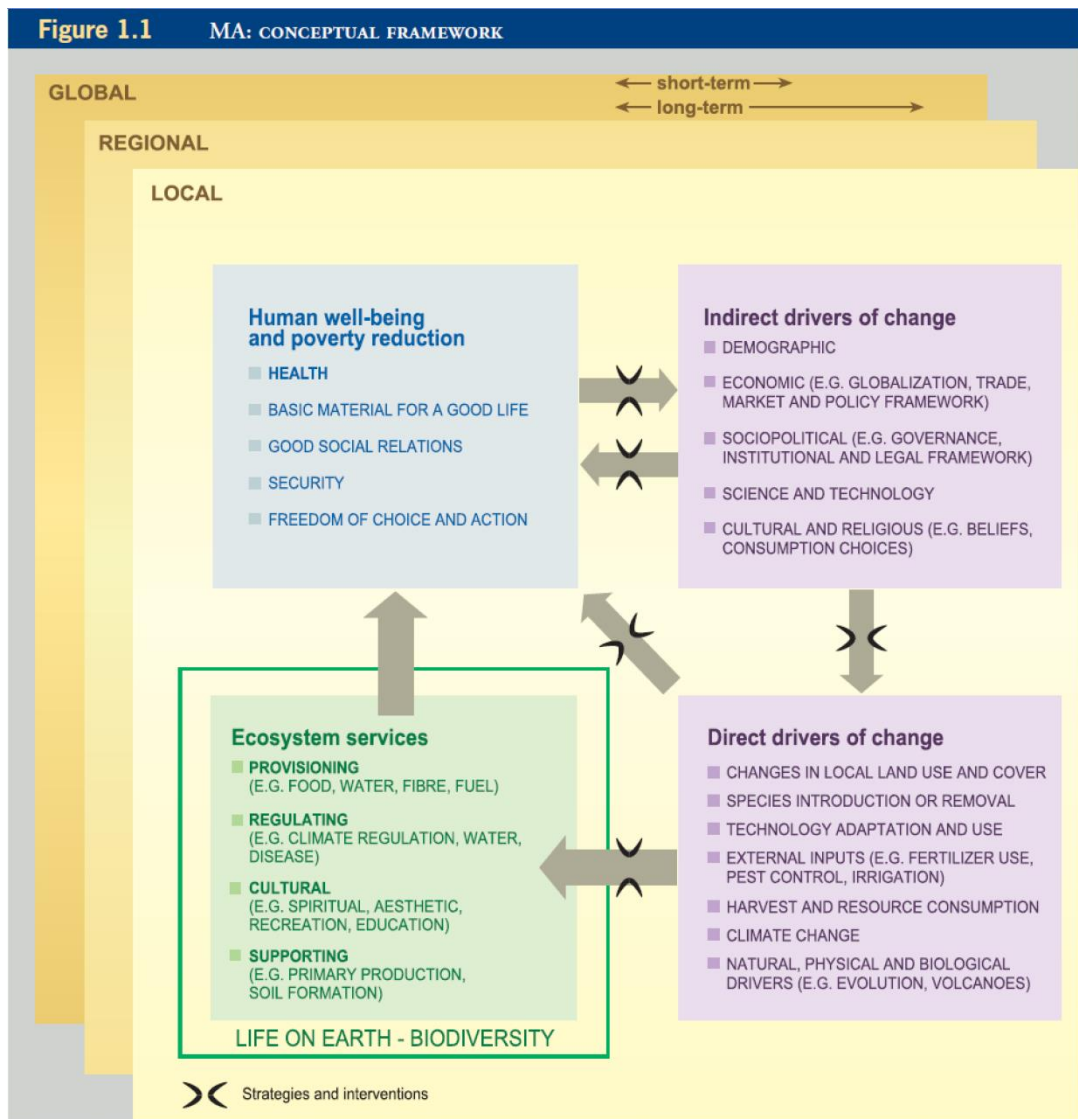 Figure 1.1 MA: CONCEPTUAL FRAMEWORK
GLOBAL
short-term
long-term
REGIONAL
LOCAL
Human well-being
and poverty reduction
HEALTH
BASIC MATERIAL FOR A GOOD LIFE
GOOD SOCIAL RELATIONS
SECURITY
FREEDOM OF CHOICE AND ACTION
Indirect drivers of change
DEMOGRAPHIC
ECONOMIC (E.G. GLOBALIZATION, TRADE,
MARKET AND POLICY FRAMEWORK)
SOCIOPOLITICAL (E.G. GOVERNANCE,
INSTITUTIONAL AND LEGAL FRAMEWORK)
SCIENCE AND TECHNOLOGY
CULTURAL AND RELIGIOUS (E.G. BELIEFS,
CONSUMPTION CHOICES)
Ecosystem services
PROVISIONING
(E.G. FOOD, WATER, FIBRE, FUEL)
REGULATING
(E.G. CLIMATE REGULATION, WATER,
DISEASE)
CULTURAL
(E.G. SPIRITUAL, AESTHETIC,
RECREATION, EDUCATION)
SUPPORTING
(E.G. PRIMARY PRODUCTION,
SOIL FORMATION)
LIFE ON EARTH - BIODIVERSITY
Direct drivers of change
CHANGES IN LOCAL LAND USE AND COVER
SPECIES INTRODUCTION OR REMOVAL
TECHNOLOGY ADAPTATION AND USE
EXTERNAL INPUTS (E.G. FERTILIZER USE,
PEST CONTROL, IRRIGATION)
HARVEST AND RESOURCE CONSUMPTION
CLIMATE CHANGE
NATURAL, PHYSICAL AND BIOLOGICAL
DRIVERS (E.G. EVOLUTION, VOLCANOES)
Strategies and interventions